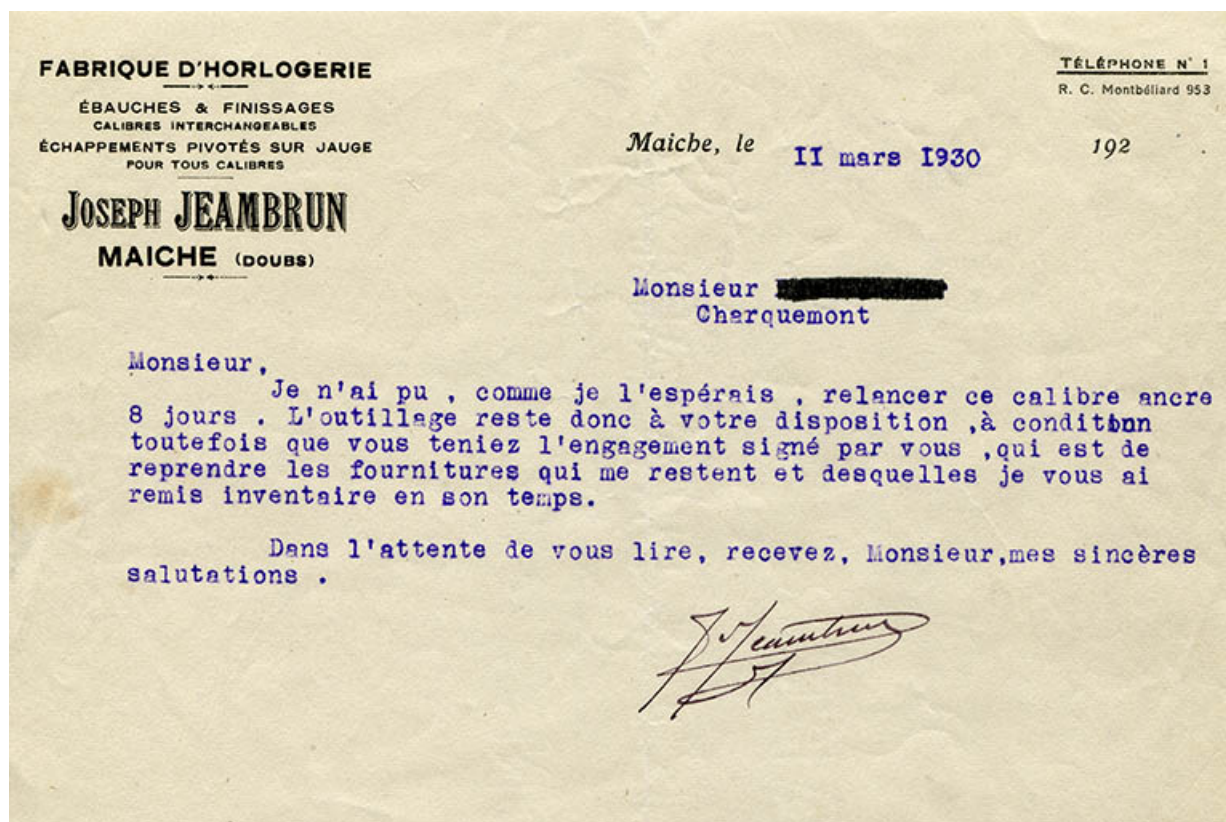 FABRIQUE D'HORLOGERIE
ÉBAUCHES & FINISSAGES
CALIBRES INTERCHANGEABLES
ÉCHAPPEMENTS PIVOTÉS SUR JAUGE
POUR TOUS CALIBRES
JOSEPH JEAMBRUN
MAICHE (DOUBS)
TÉLÉPHONE N° 1
R. C. Montbéliard 953
Maiche, le II mars I930 192 .
Monsieur
Charquemont
Monsieur,
Je n'ai pu , comme je l'espérais , relancer ce calibre ancre
8 jours . L'outillage reste donc à votre disposition ,à conditbnn
toutefois que vous teniez l'engagement signé par vous ,qui est de
reprendre les fournitures qui me restent et desquelles je vous ai
remis inventaire en son temps.
Dans l'attente de vous lire, recevez, Monsieur,mes sincères
salutations .
J. Jeambrun